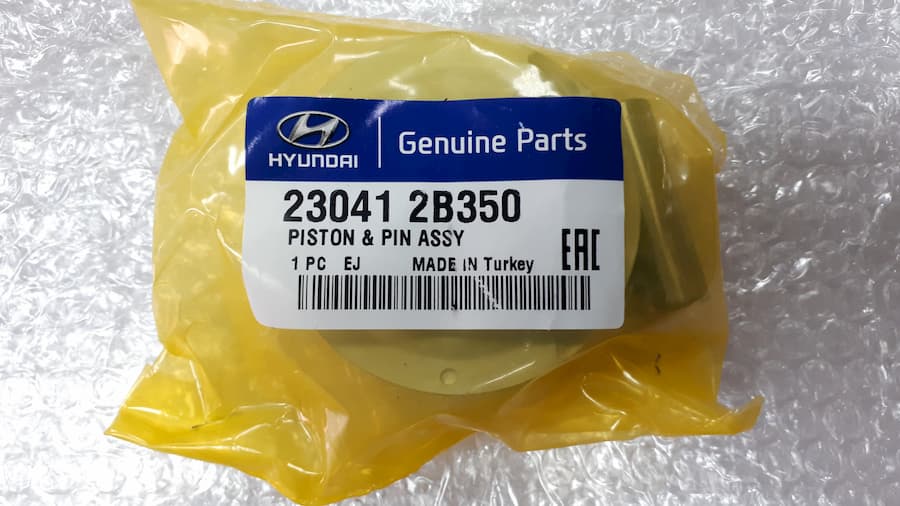 HYUNDAI
Genuine Parts
23041 2B350
PISTON & PIN ASSY
1 PC EJ MADE IN Turkey
EAC